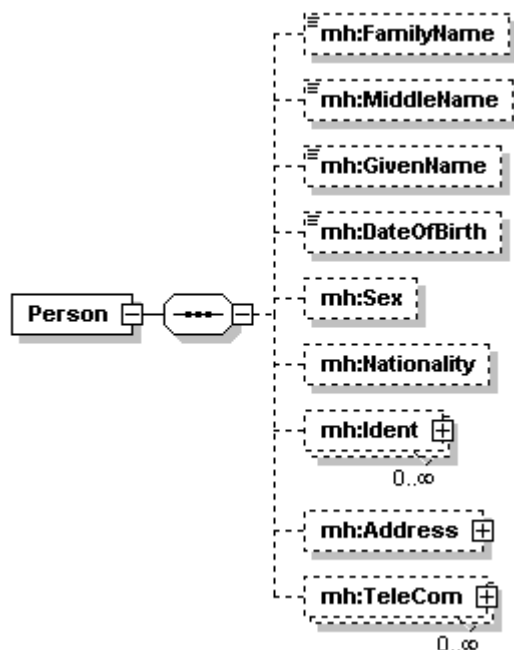 mh:FamilyName
mh:MiddleName
mh:GivenName
mh:DateOfBirth
Person
mh:Sex
mh:Nationality
mh:Ident
0..∞
mh:Address
mh:TeleCom
0..∞